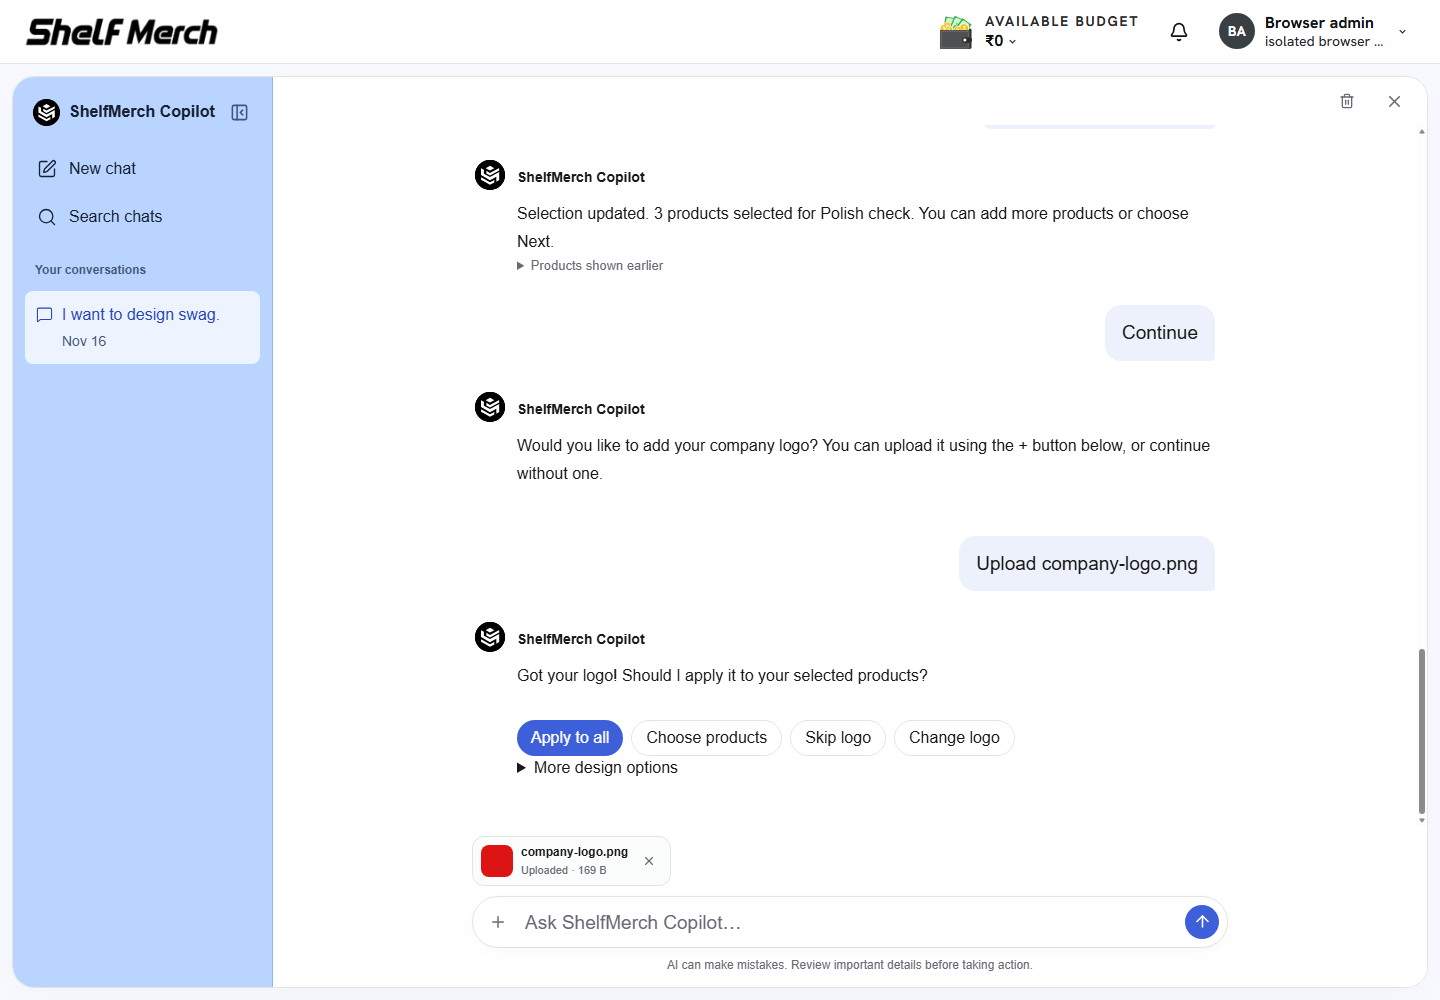 Shelf Merch
AVAILABLE BUDGET
₹0
BA
Browser admin
isolated browser ...
ShelfMerch Copilot
New chat
Search chats
Your conversations
I want to design swag.
Nov 16
ShelfMerch Copilot
Selection updated. 3 products selected for Polish check. You can add more products or choose
Next.
Products shown earlier
Continue
ShelfMerch Copilot
Would you like to add your company logo? You can upload it using the + button below, or continue
without one.
Upload company-logo.png
ShelfMerch Copilot
Got your logo! Should I apply it to your selected products?
Apply to all
Choose products
Skip logo
Change logo
More design options
company-logo.png
Uploaded · 169 B
Ask ShelfMerch Copilot…
AI can make mistakes. Review important details before taking action.